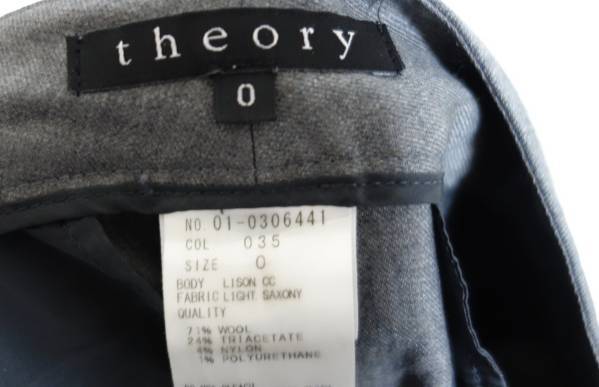 theory
0
NO. 01-0306441
COL 035
SIZE 0
BODY LISON CC
FABRIC LIGHT SAXONY
QUALITY
71% WOOL
24% TRIACETATE
4% NYLON
1% POLYURETHANE